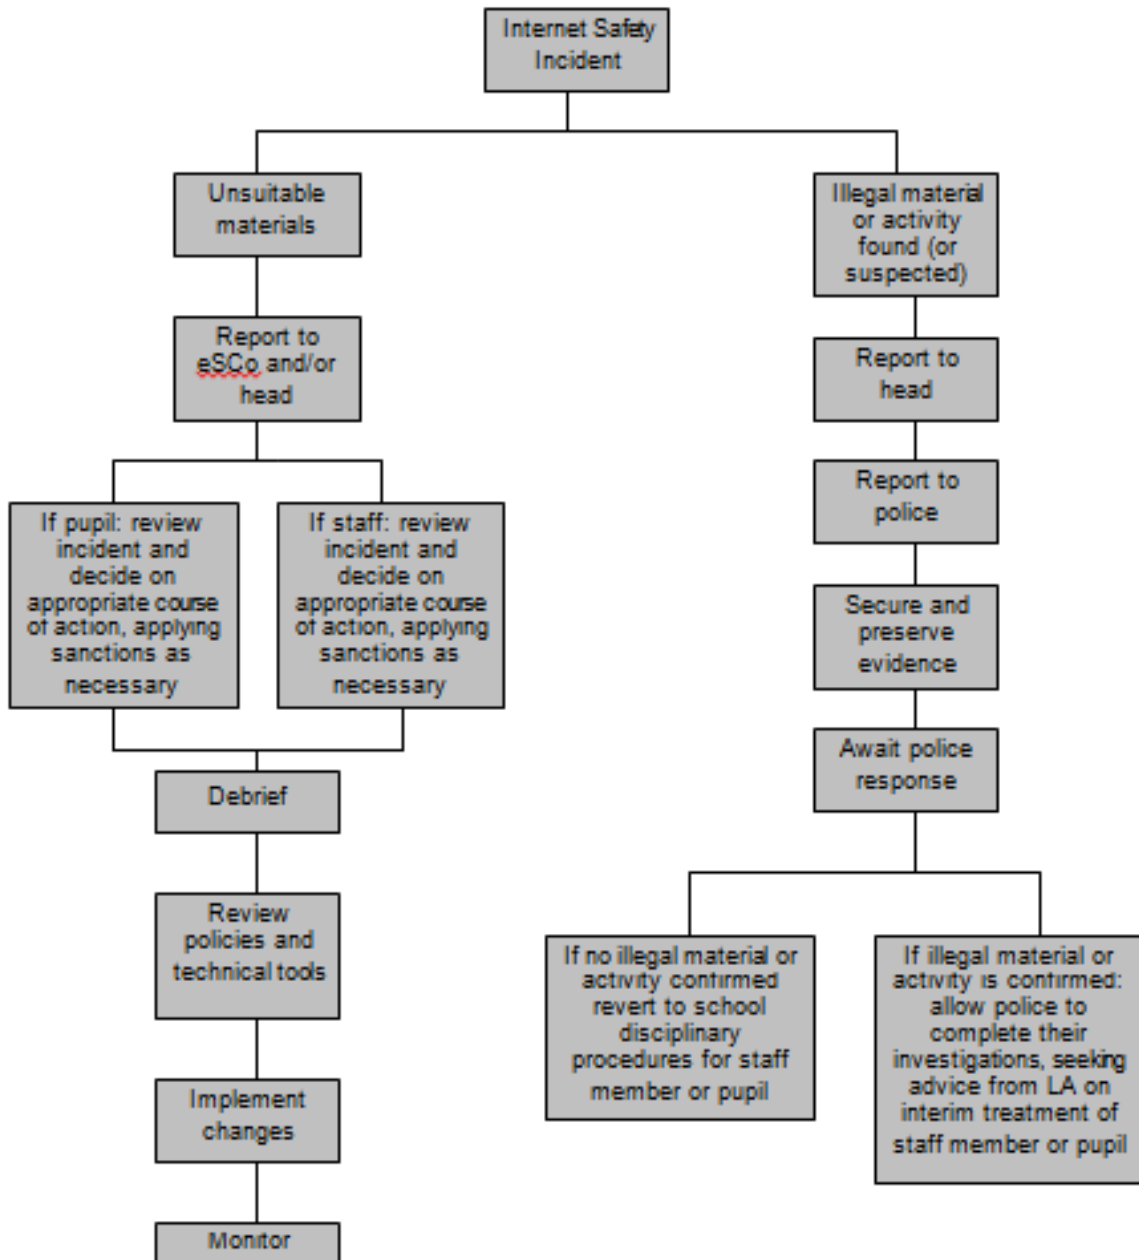 Internet Safety
Incident
Unsuitable
materials
Illegal material
or activity
found (or
suspected)
Report to
eSCo and/or
head
Report to
head
Report to
police
If pupil: review
incident and
decide on
appropriate course
of action, applying
sanctions as
necessary
If staff: review
incident and
decide on
appropriate course
of action, applying
sanctions as
necessary
Secure and
preserve
evidence
Await police
response
Debrief
Review
policies and
technical tools
If no illegal material or
activity confirmed
revert to school
disciplinary
procedures for staff
member or pupil
If illegal material or
activity is confirmed:
allow police to
complete their
investigations, seeking
advice from LA on
interim treatment of
staff member or pupil
Implement
changes
Monitor